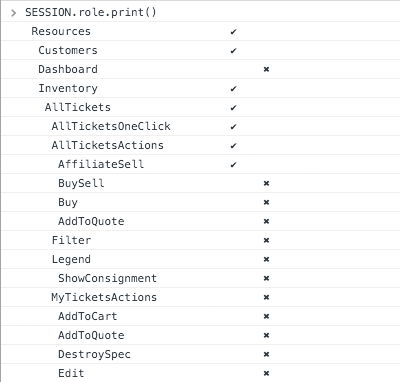 > SESSION.role.print()
Resources ✔
Customers ✔
Dashboard ✖
Inventory ✔
AllTickets ✔
AllTicketsOneClick ✔
AllTicketsActions ✔
AffiliateSell ✔
BuySell ✖
Buy ✖
AddToQuote ✖
Filter ✖
Legend ✖
ShowConsignment ✖
MyTicketsActions ✖
AddToCart ✖
AddToQuote ✖
DestroySpec ✖
Edit ✖